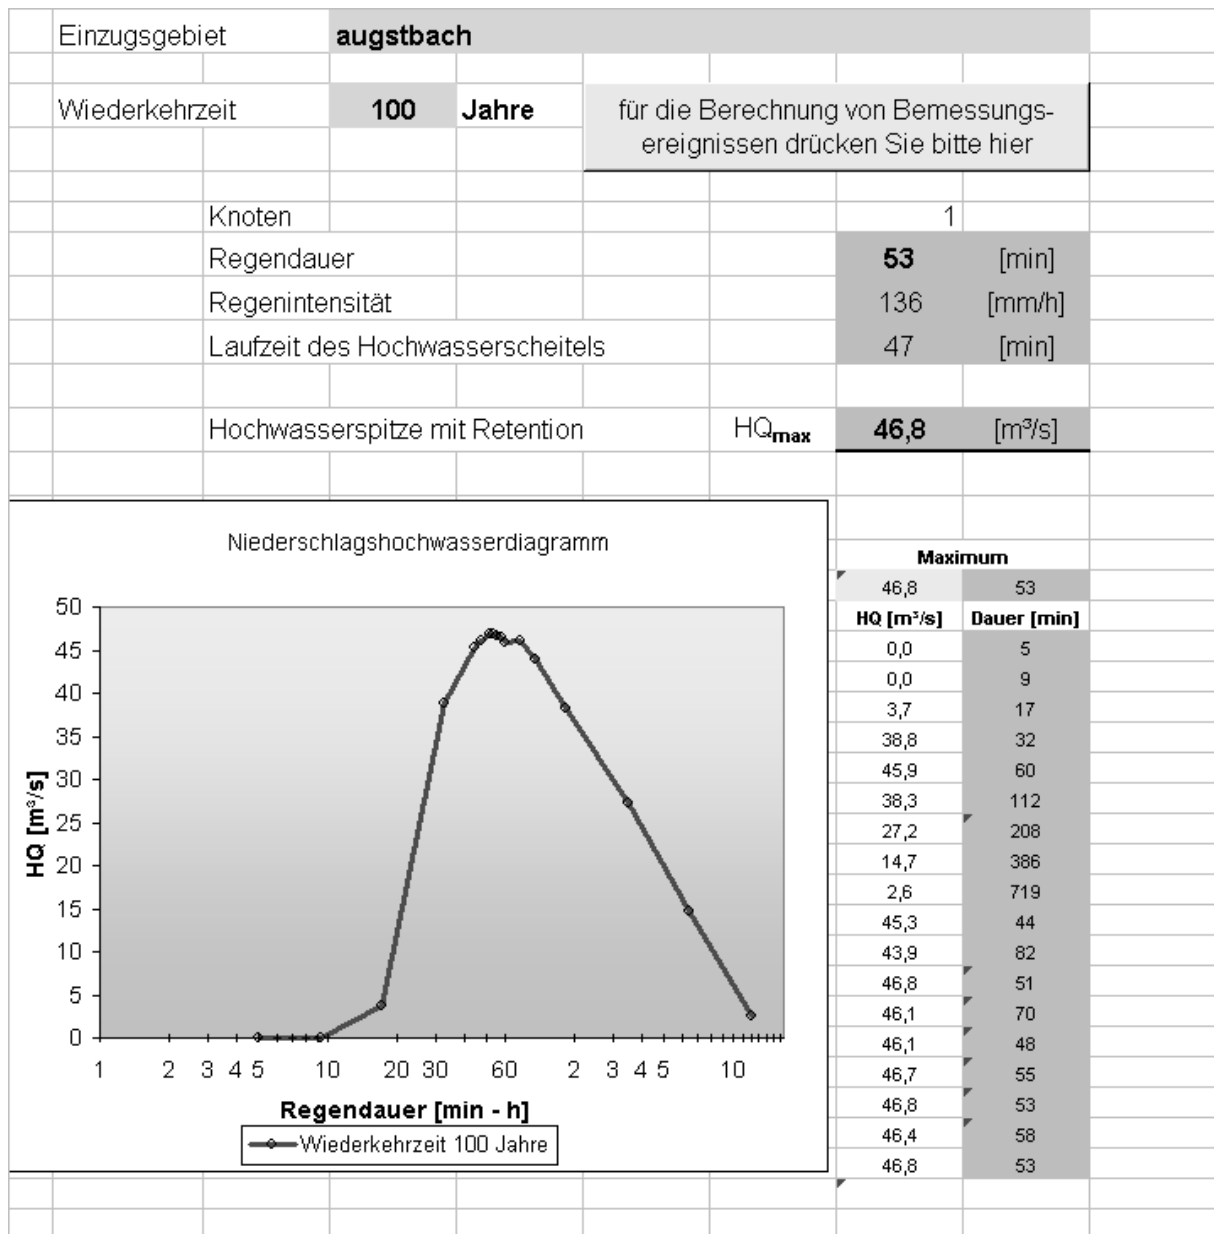 Einzugsgebiet augstbach
Wiederkehrzeit 100 Jahre
für die Berechnung von Bemessungs-
ereignissen drücken Sie bitte hier
Knoten 1
Regendauer 53 [min]
Regenintensität 136 [mm/h]
Laufzeit des Hochwasserscheitels 47 [min]
Hochwasserspitze mit Retention HQmax 46,8 [m³/s]
Niederschlagshochwasserdiagramm
50
45
40
35
30
25
20
15
10
5
0
HQ [m³/s]
1 2 3 4 5 10 20 30 60 2 3 4 5 10
Regendauer [min - h]
Wiederkehrzeit 100 Jahre
Maximum
46,8 53
HQ [m³/s] Dauer [min]
0,0 5
0,0 9
3,7 17
38,8 32
45,9 60
38,3 112
27,2 208
14,7 386
2,6 719
45,3 44
43,9 82
46,8 51
46,1 70
46,1 48
46,7 55
46,8 53
46,4 58
46,8 53